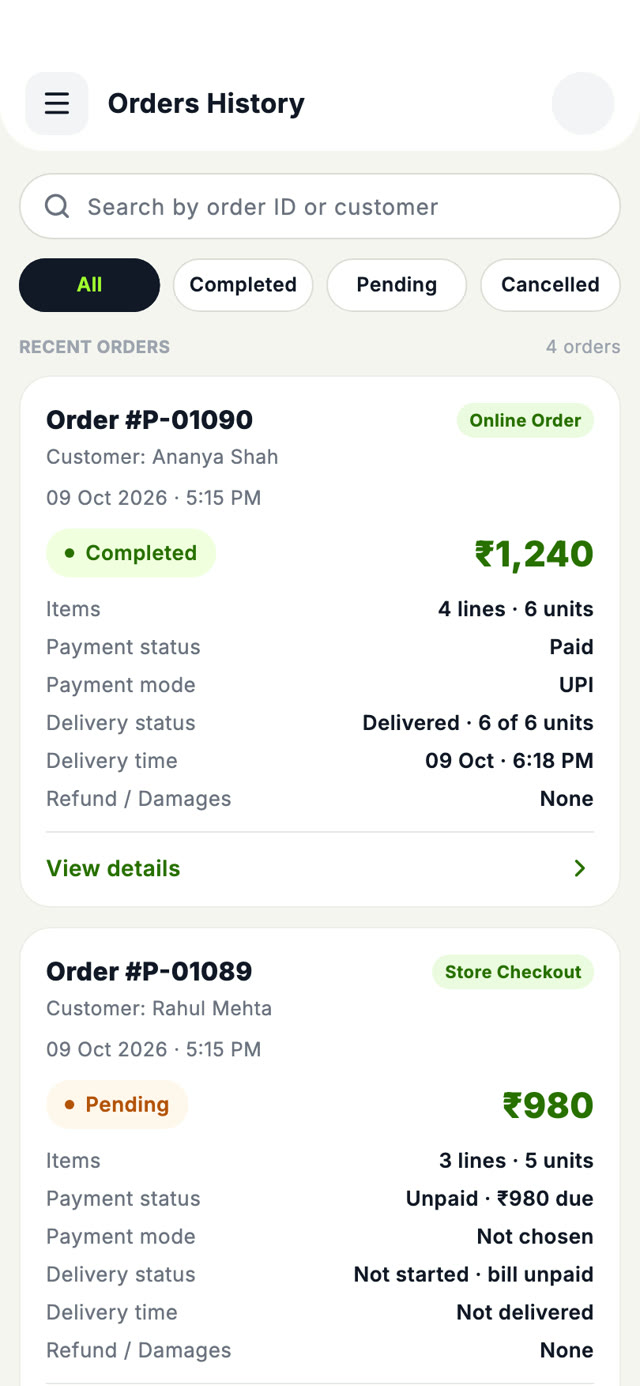 Orders History
Search by order ID or customer
All Completed Pending Cancelled
RECENT ORDERS 4 orders
Order #P-01090 Online Order
Customer: Ananya Shah
09 Oct 2026 · 5:15 PM
• Completed ₹1,240
Items 4 lines · 6 units
Payment status Paid
Payment mode UPI
Delivery status Delivered · 6 of 6 units
Delivery time 09 Oct · 6:18 PM
Refund / Damages None
View details
Order #P-01089 Store Checkout
Customer: Rahul Mehta
09 Oct 2026 · 5:15 PM
• Pending ₹980
Items 3 lines · 5 units
Payment status Unpaid · ₹980 due
Payment mode Not chosen
Delivery status Not started · bill unpaid
Delivery time Not delivered
Refund / Damages None